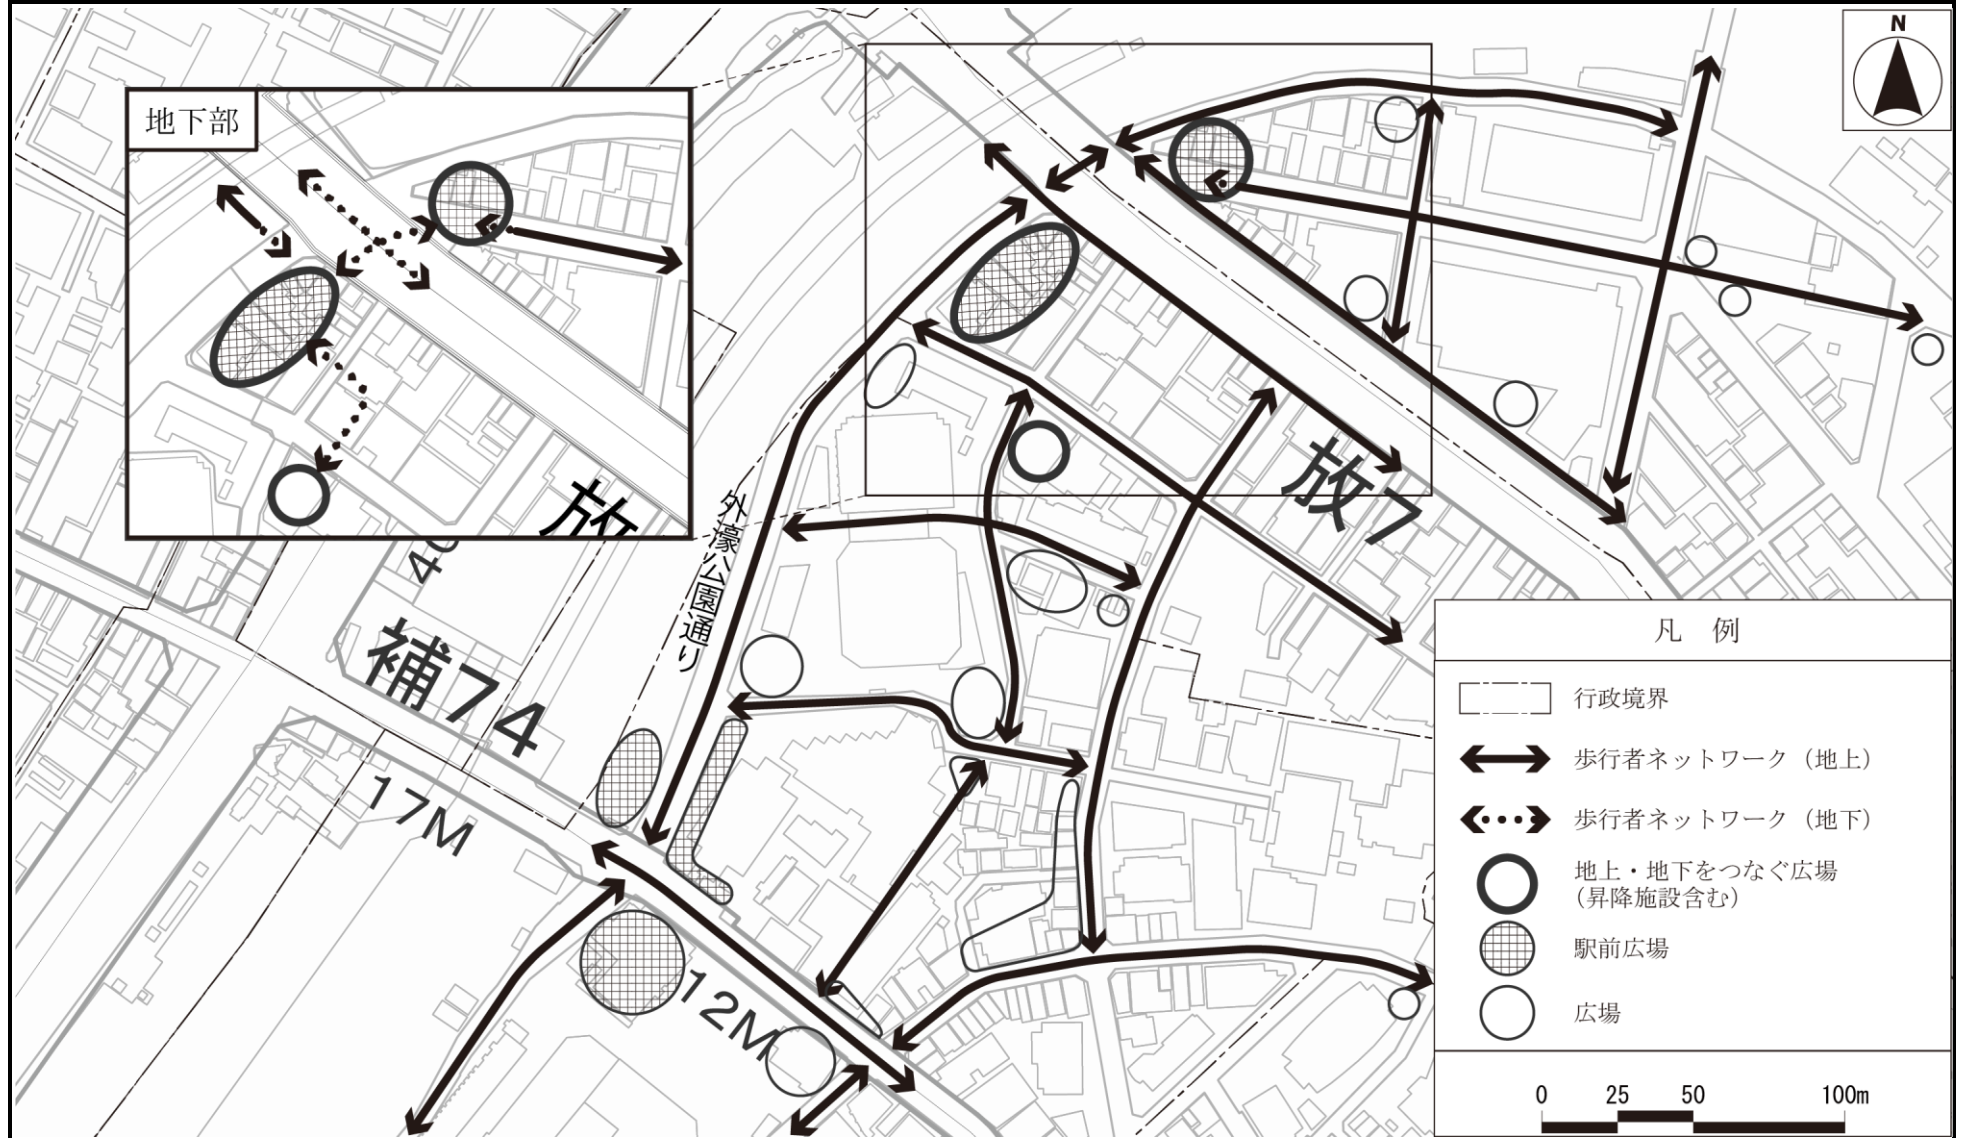 N
地下部
放
40
補74
17M
12M
外濠公園通り
放7
凡 例
行政境界
歩行者ネットワーク（地上）
歩行者ネットワーク（地下）
地上・地下をつなぐ広場
（昇降施設含む）
駅前広場
広場
0 25 50 100m